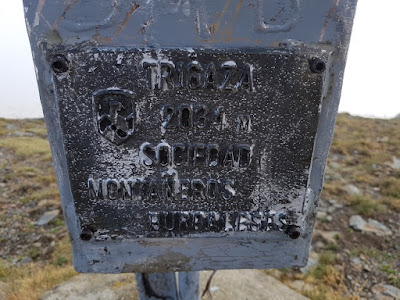 TRIGAZA
2034 M
SOCIEDAD
MONTAÑEROS
BURGALESES